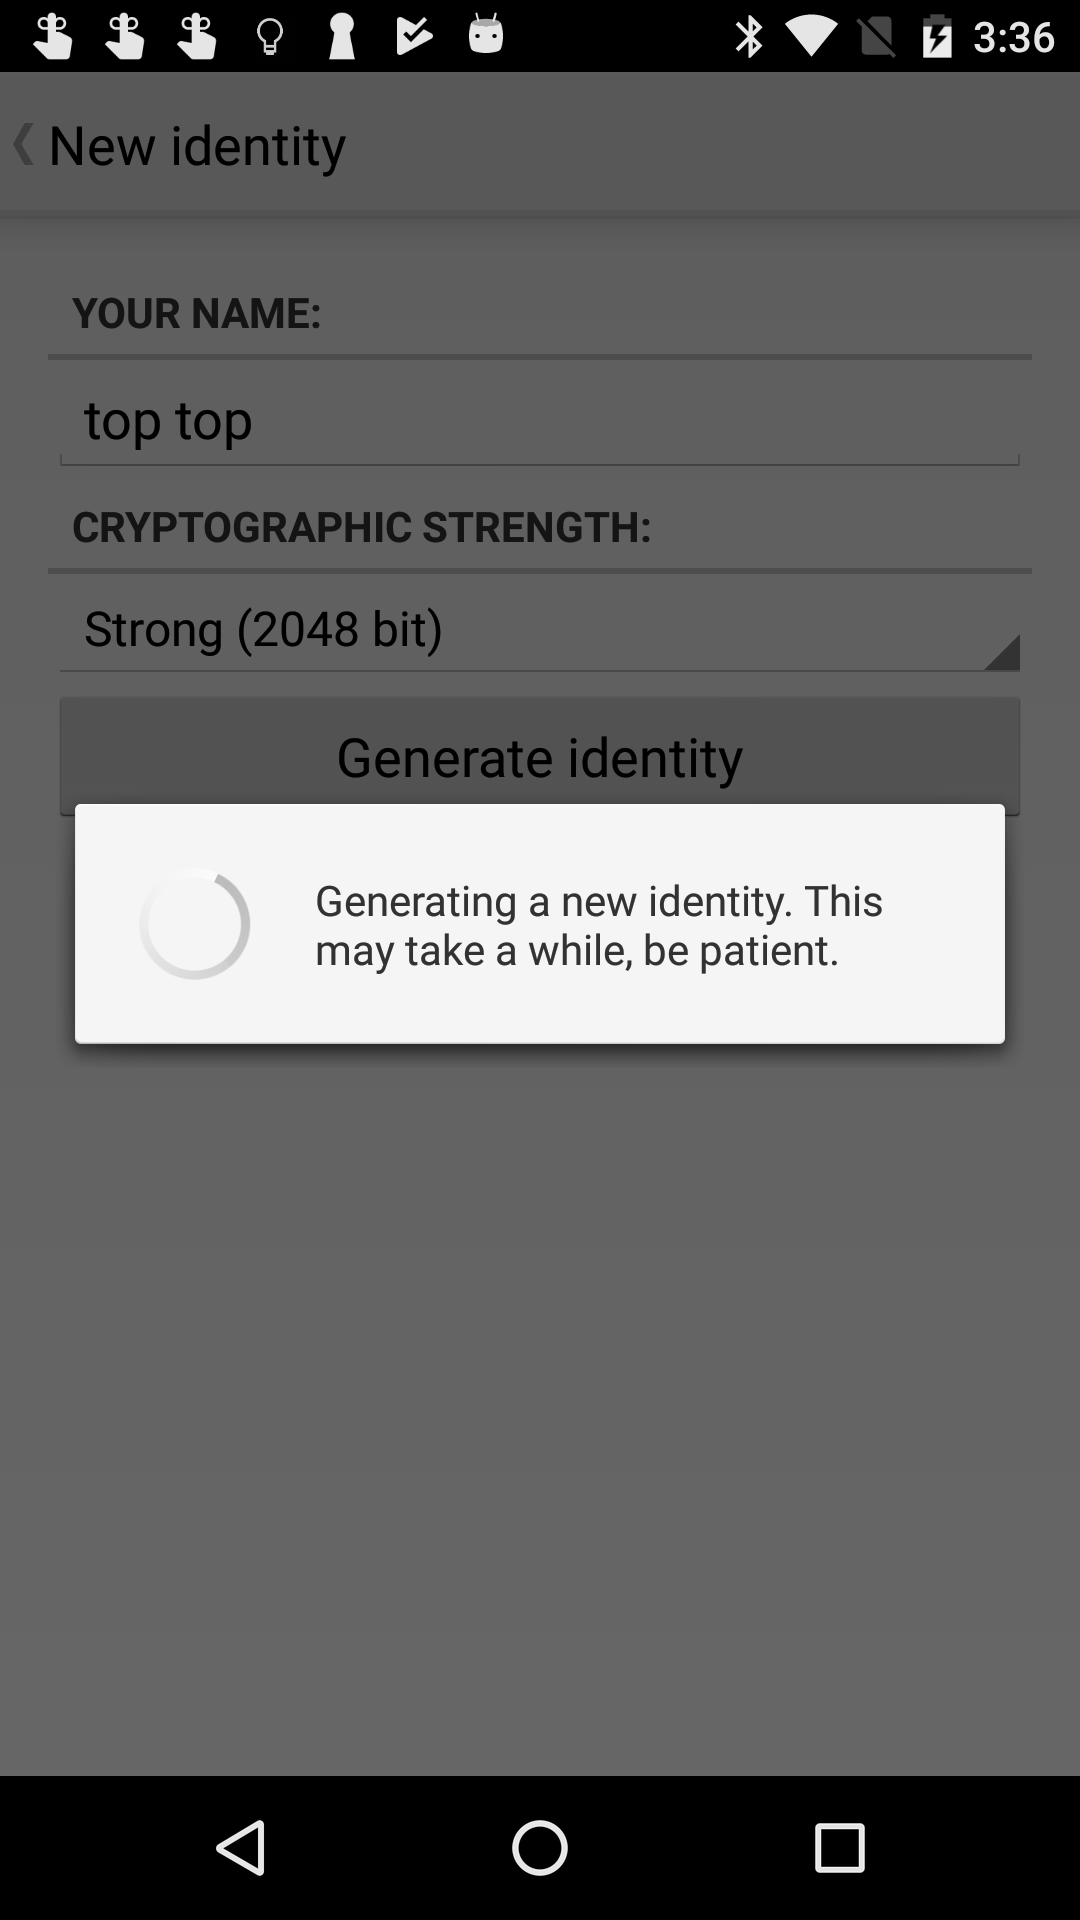 3:36
New identity
YOUR NAME:
top top
CRYPTOGRAPHIC STRENGTH:
Strong (2048 bit)
Generate identity
Generating a new identity. This
may take a while, be patient.